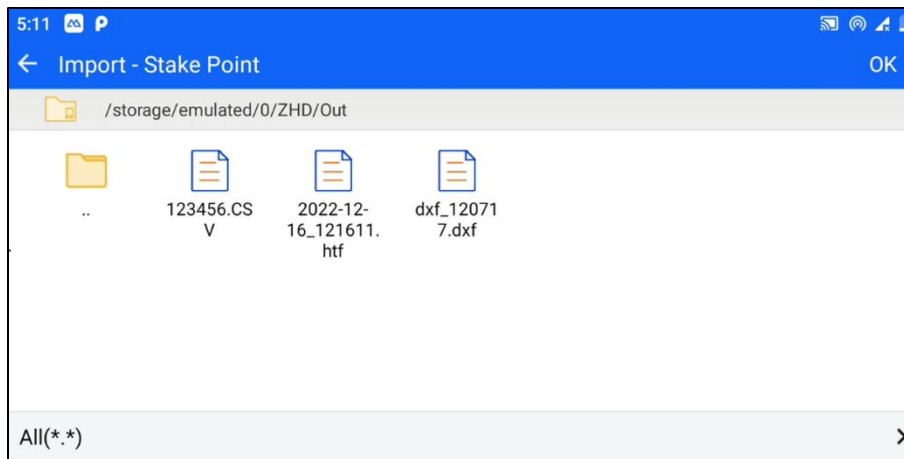 5:11
Import - Stake Point
OK
/storage/emulated/0/ZHD/Out
..
123456.CS
V
2022-12-
16_121611.
htf
dxf_12071
7.dxf
All(*.*)